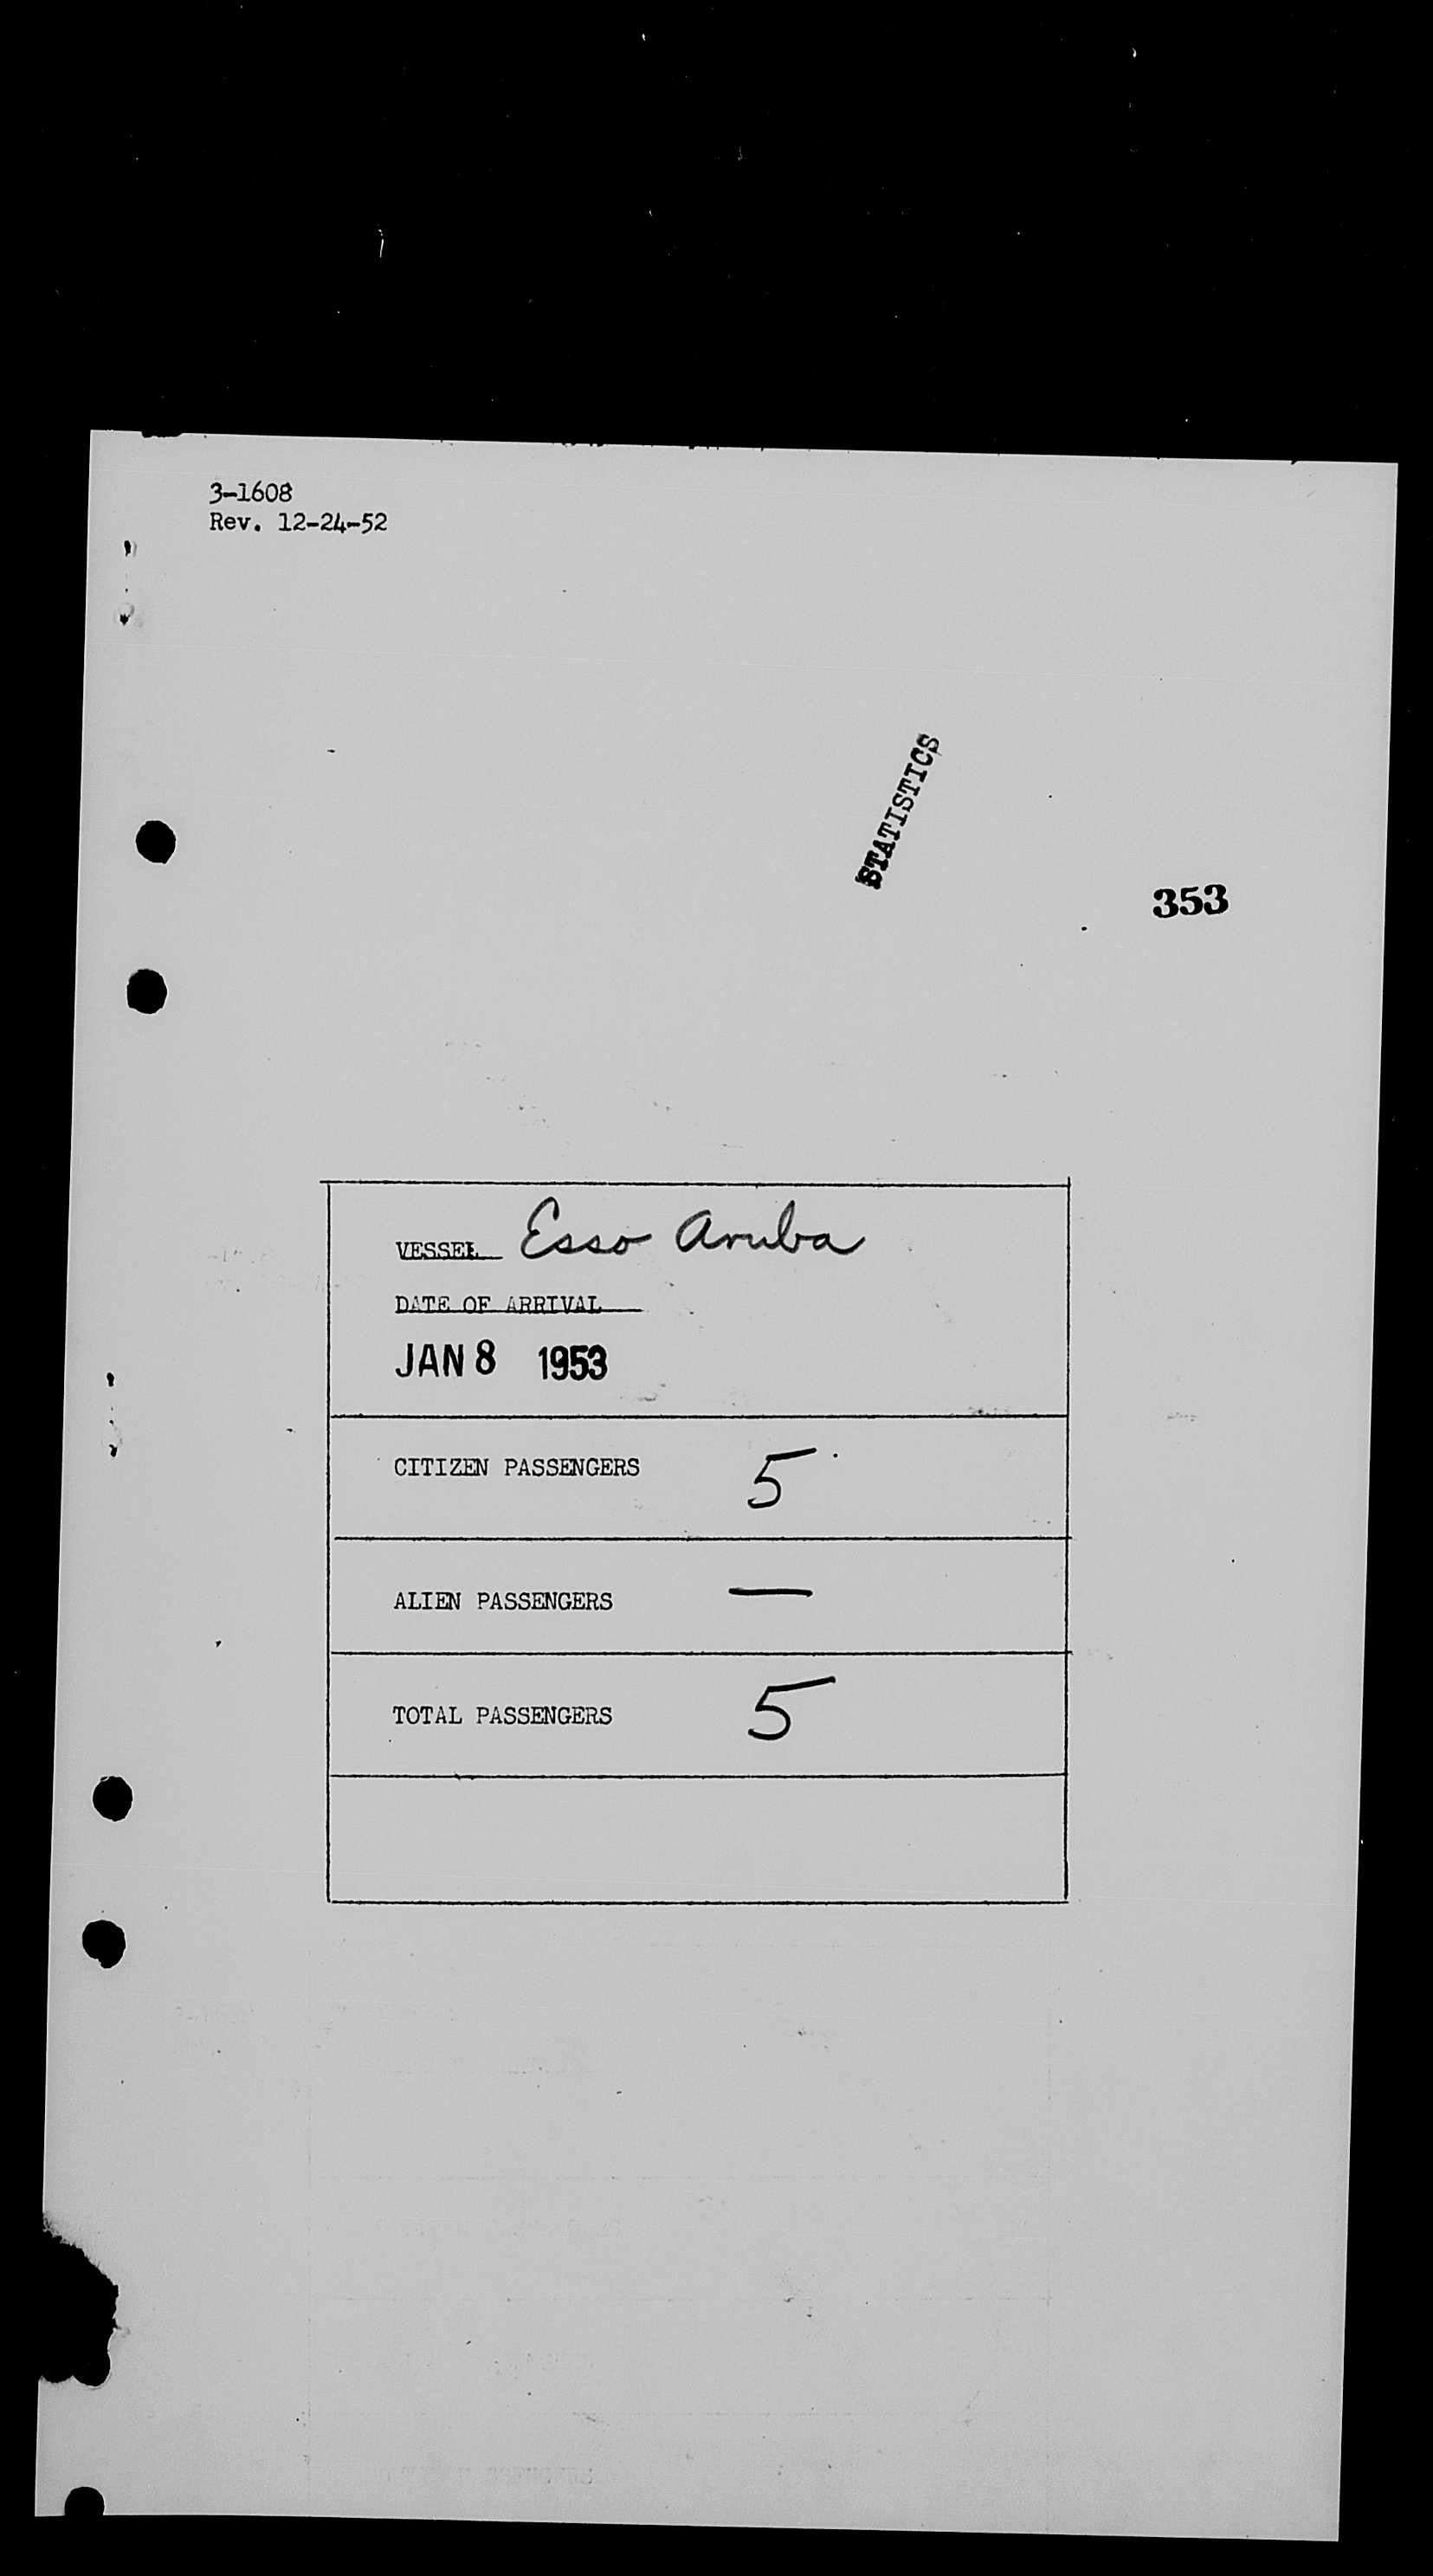 3-1608
Rev. 12-24-52
STATISTICS
353
VESSEL Esso Aruba
DATE OF ARRIVAL
JAN 8 1953
CITIZEN PASSENGERS 5
ALIEN PASSENGERS —
TOTAL PASSENGERS 5